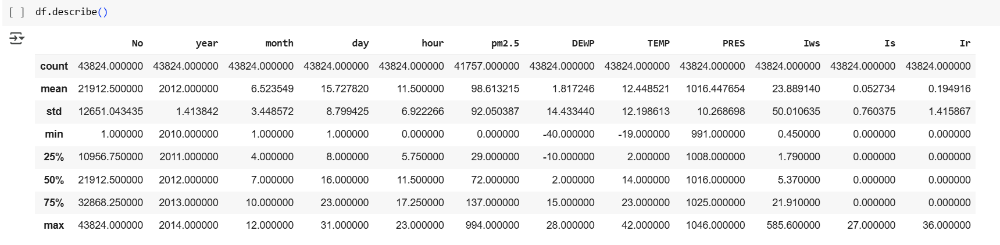 [ ] df.describe()
No year month day hour pm2.5 DEWP TEMP PRES Iws Is Ir
count 43824.000000 43824.000000 43824.000000 43824.000000 43824.000000 41757.000000 43824.000000 43824.000000 43824.000000 43824.000000 43824.000000 43824.000000
mean 21912.500000 2012.000000 6.523549 15.727820 11.500000 98.613215 1.817246 12.448521 1016.447654 23.889140 0.052734 0.194916
std 12651.043435 1.413842 3.448572 8.799425 6.922266 92.050387 14.433440 12.198613 10.268698 50.010635 0.760375 1.415867
min 1.000000 2010.000000 1.000000 1.000000 0.000000 0.000000 -40.000000 -19.000000 991.000000 0.450000 0.000000 0.000000
25% 10956.750000 2011.000000 4.000000 8.000000 5.750000 29.000000 -10.000000 2.000000 1008.000000 1.790000 0.000000 0.000000
50% 21912.500000 2012.000000 7.000000 16.000000 11.500000 72.000000 2.000000 14.000000 1016.000000 5.370000 0.000000 0.000000
75% 32868.250000 2013.000000 10.000000 23.000000 17.250000 137.000000 15.000000 23.000000 1025.000000 21.910000 0.000000 0.000000
max 43824.000000 2014.000000 12.000000 31.000000 23.000000 994.000000 28.000000 42.000000 1046.000000 585.600000 27.000000 36.000000